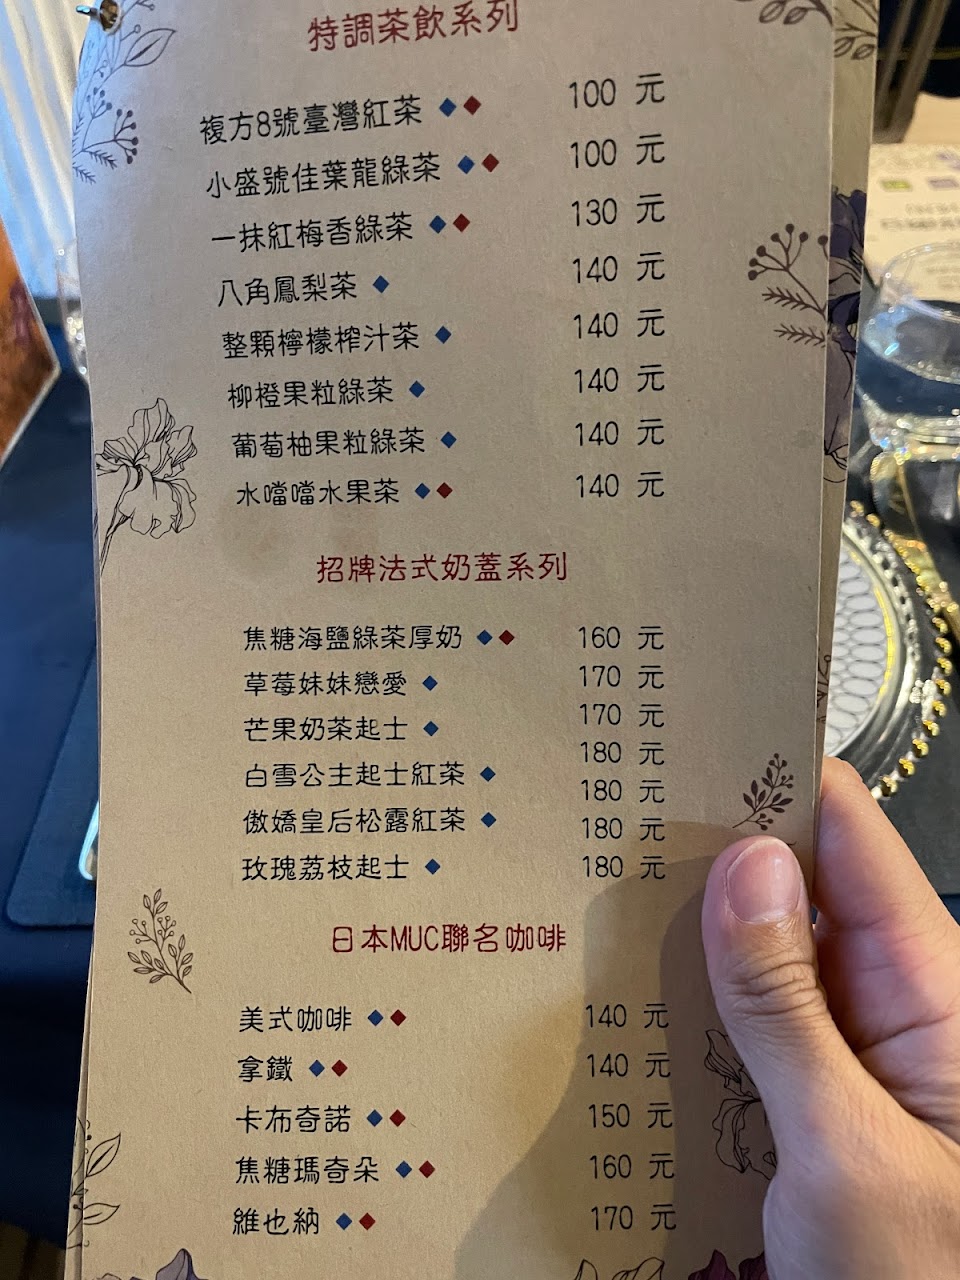 特調茶飲系列
複方8號臺灣紅茶 100 元
小盛號佳葉龍綠茶 100 元
一抹紅梅香綠茶 130 元
八角鳳梨茶 140 元
整顆檸檬榨汁茶 140 元
柳橙果粒綠茶 140 元
葡萄柚果粒綠茶 140 元
水噹噹水果茶 140 元
招牌法式奶蓋系列
焦糖海鹽綠茶厚奶 160 元
草莓妹妹戀愛 170 元
芒果奶茶起士 170 元
180 元
白雪公主起士紅茶 180 元
傲嬌皇后松露紅茶 180 元
玫瑰荔枝起士 180 元
日本MUC聯名咖啡
美式咖啡 140 元
拿鐵 140 元
卡布奇諾 150 元
焦糖瑪奇朵 160 元
維也納 170 元